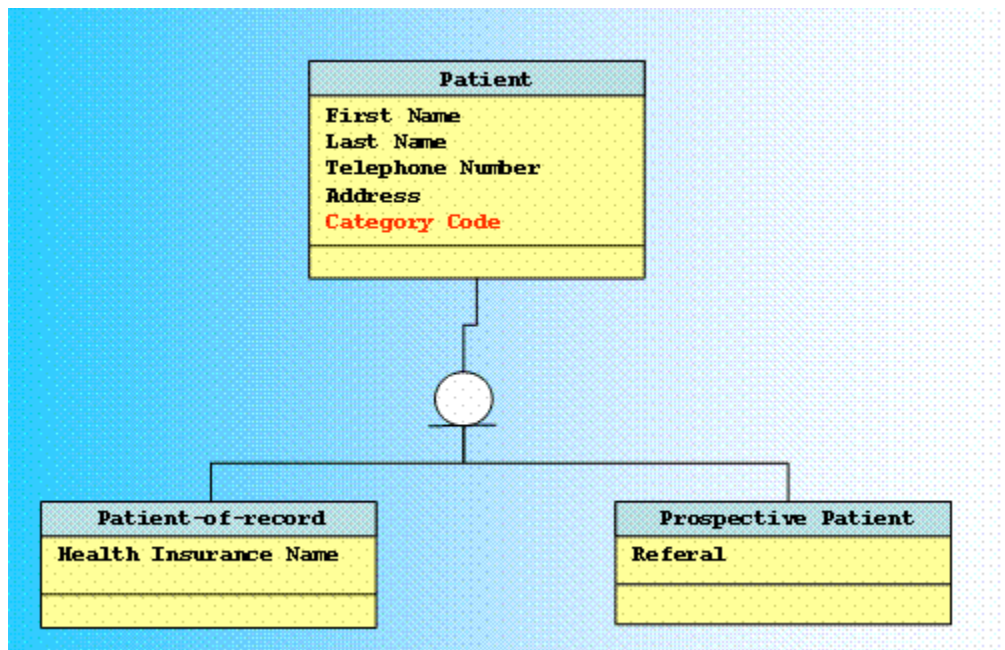 Patient
First Name
Last Name
Telephone Number
Address
Category Code
Patient-of-record
Health Insurance Name
Prospective Patient
Referal